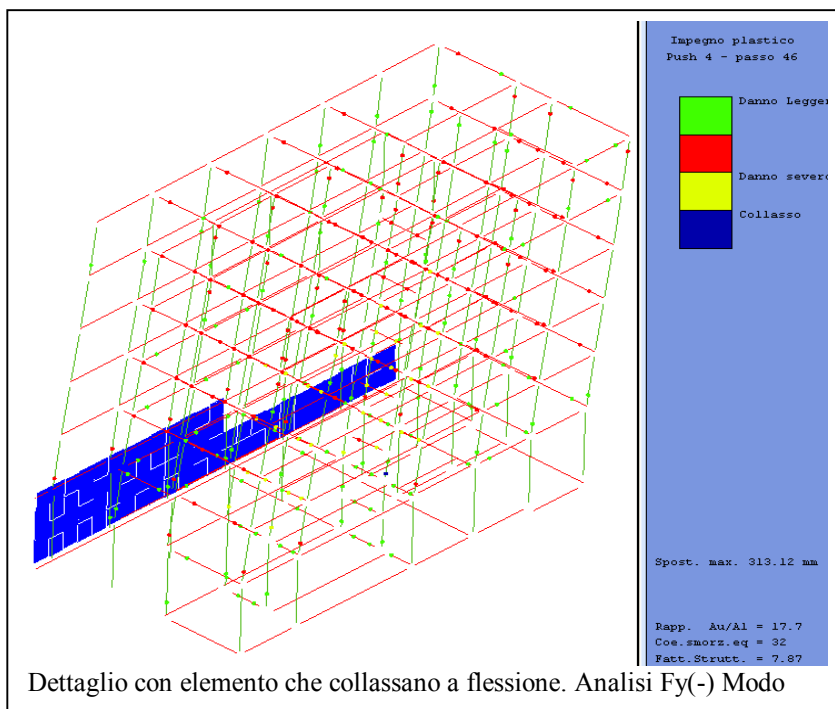 Impegno plastico
Push 4 - passo 46
Danno Legger
Danno severo
Collasso
Spost. max. 313.12 mm
Rapp. Au/Al = 17.7
Coe.smorz.eq = 32
Fatt.Strutt. = 7.87
Dettaglio con elemento che collassano a flessione. Analisi Fy(-) Modo